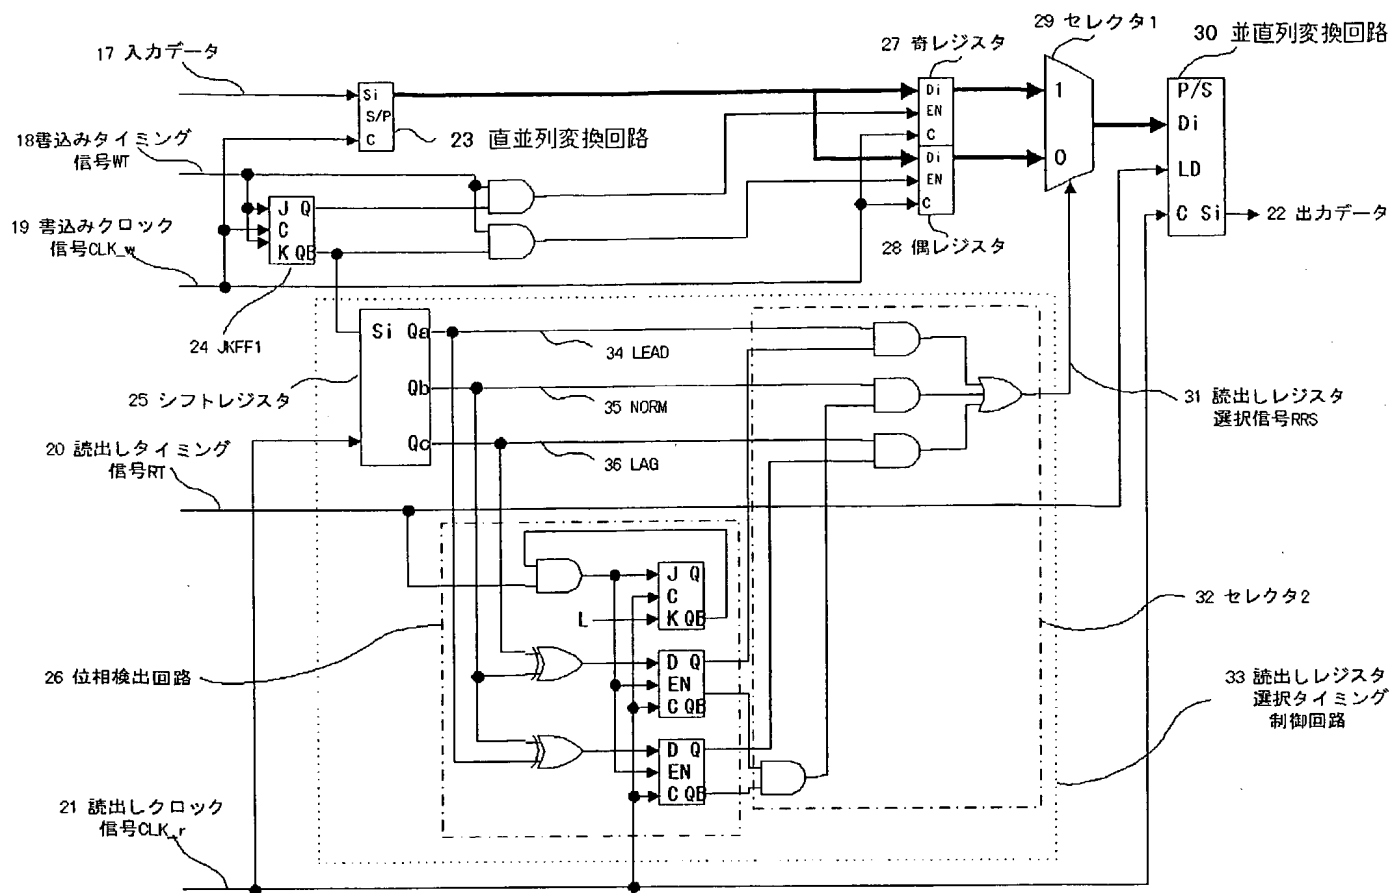 29 セレクタ1
30 並直列変換回路
27 奇レジスタ
17 入力データ
Si
S/P
C
23 直並列変換回路
Di
EN
C
Di
EN
C
1
0
P/S
Di
LD
C Si
22 出力データ
18書込みタイミング
信号WT
J Q
C
K QB
19 書込みクロック
信号CLK_w
28 偶レジスタ
24 JKFF1
Si Qa
Qb
Qc
34 LEAD
35 NORM
36 LAG
25 シフトレジスタ
31 読出しレジスタ
選択信号RRS
20 読出しタイミング
信号RT
J Q
C
K QB
L
32 セレクタ2
D Q
EN
C QB
D Q
EN
C QB
26 位相検出回路
33 読出しレジスタ
選択タイミング
制御回路
21 読出しクロック
信号CLK_r